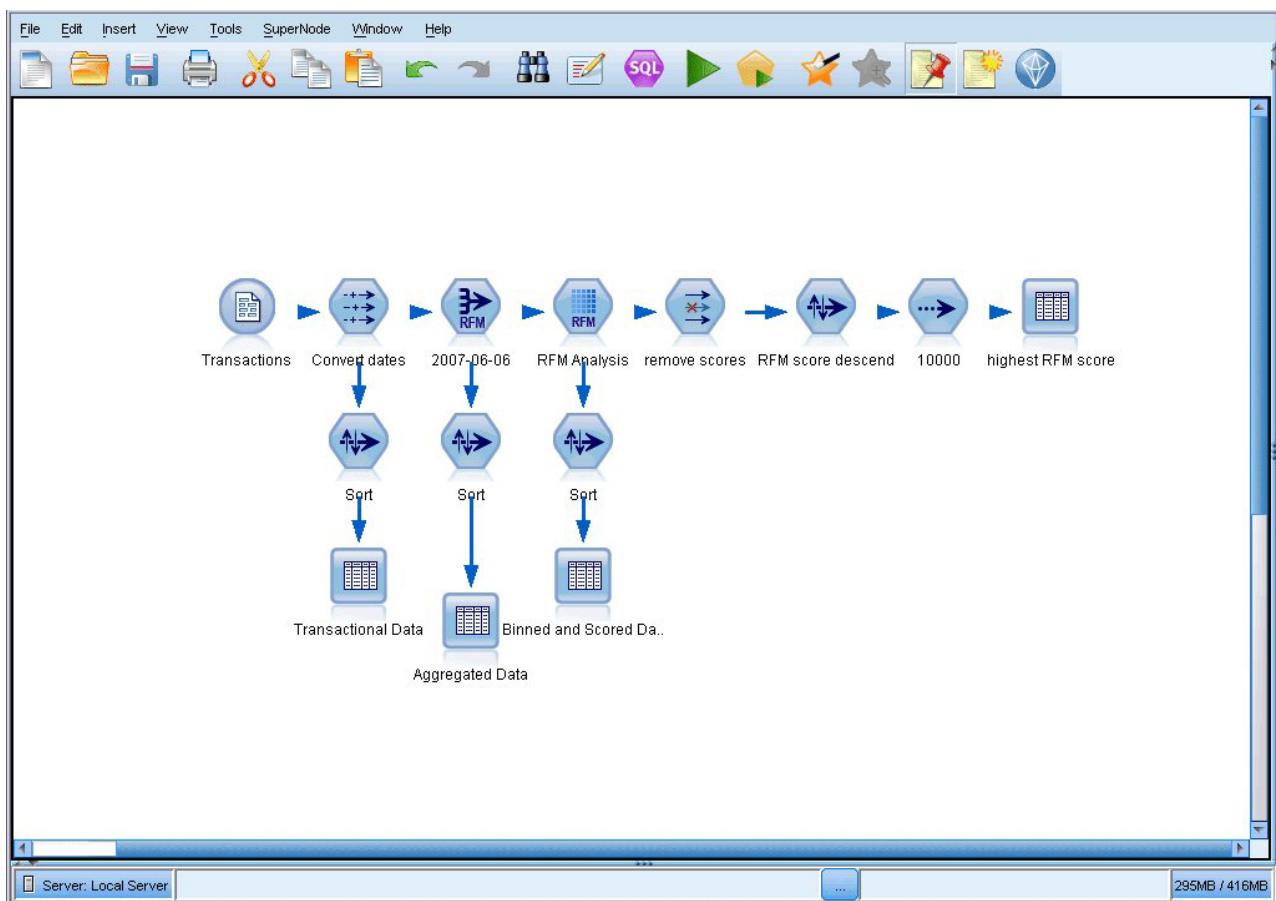 File Edit Insert View Tools SuperNode Window Help
SQL
RFM RFM
Transactions Convert dates 2007-06-06 RFM Analysis remove scores RFM score descend 10000 highest RFM score
Sort Sort Sort
Transactional Data Binned and Scored Da..
Aggregated Data
Server: Local Server ... 295MB / 416MB